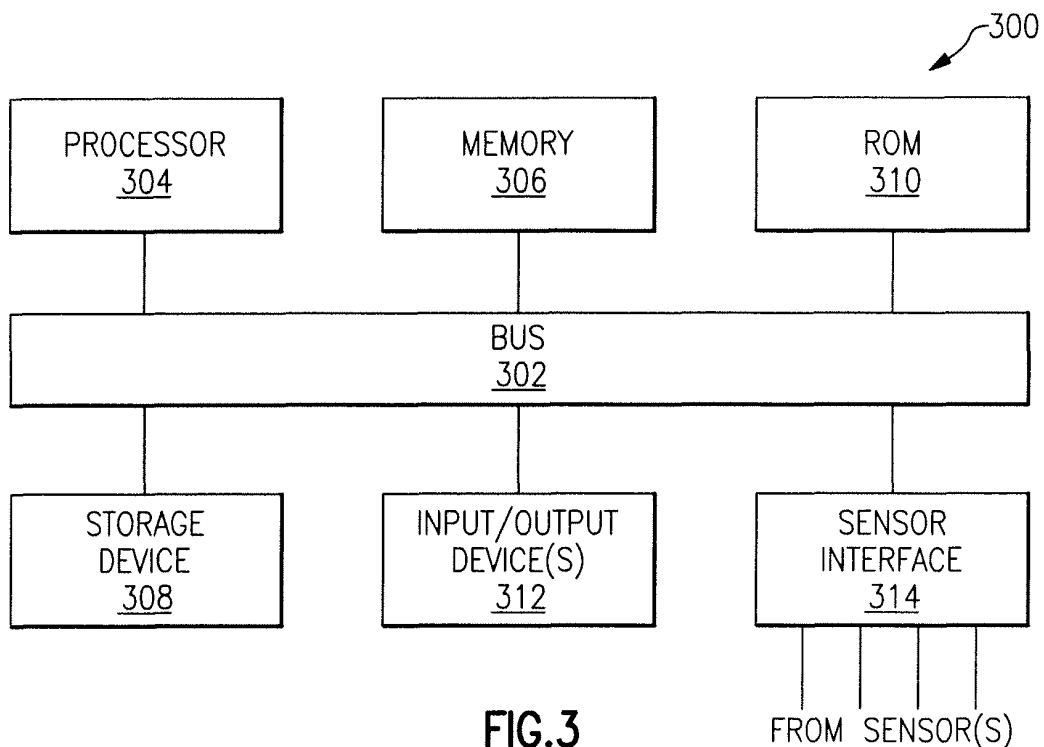 300
PROCESSOR
304
MEMORY
306
ROM
310
BUS
302
STORAGE
DEVICE
308
INPUT/OUTPUT
DEVICE(S)
312
SENSOR
INTERFACE
314
FROM SENSOR(S)
FIG.3